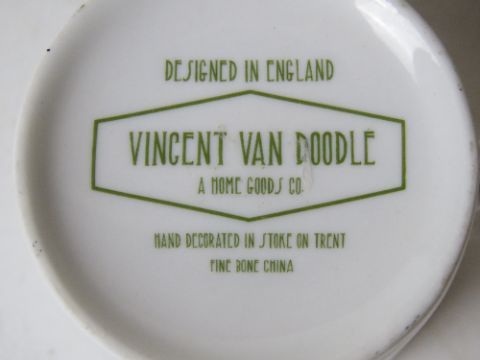 DESIGNED IN ENGLAND
VINCENT VAN DOODLE
A HOME GOODS CO.
HAND DECORATED IN STOKE ON TRENT
FINE BONE CHINA